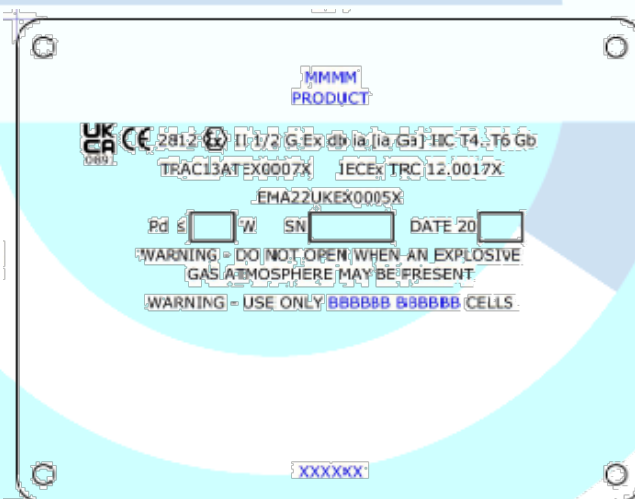 MMMM
PRODUCT
UK CA CE 2812 Ex II 1/2 G Ex db ia [ia Ga] IIC T4..T6 Gb
0891
TRAC13ATEX0007X IECEx TRC 12.0017X
EMA22UKEX0005X
Pd ≤ W SN DATE 20
WARNING - DO NOT OPEN WHEN AN EXPLOSIVE
GAS ATMOSPHERE MAY BE PRESENT
WARNING - USE ONLY BBBBBB BBBBBB CELLS
XXXXXX